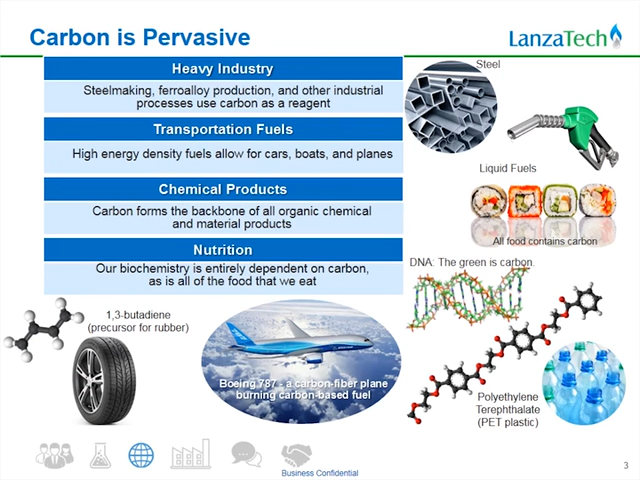 Carbon is Pervasive
LanzaTech
Heavy Industry
Steelmaking, ferroalloy production, and other industrial
processes use carbon as a reagent
Transportation Fuels
High energy density fuels allow for cars, boats, and planes
Chemical Products
Carbon forms the backbone of all organic chemical
and material products
Nutrition
Our biochemistry is entirely dependent on carbon,
as is all of the food that we eat
Steel
Liquid Fuels
All food contains carbon
DNA: The green is carbon.
1,3-butadiene
(precursor for rubber)
Boeing 787 - a carbon-fiber plane
burning carbon-based fuel
Polyethylene
Terephthalate
(PET plastic)
Business Confidential
3